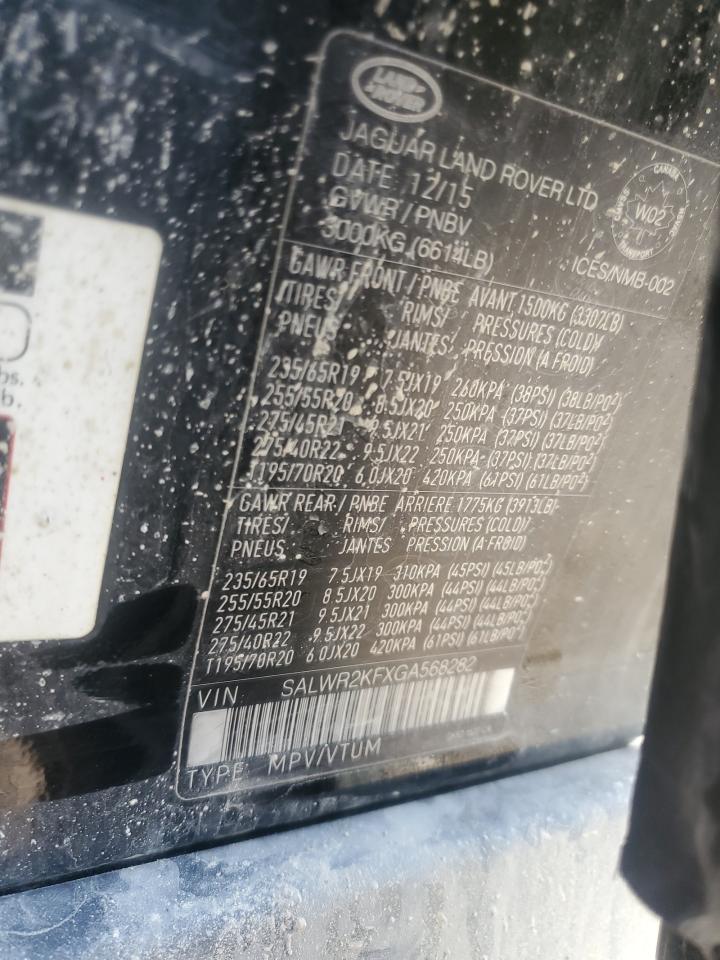 LAND
ROVER
JAGUAR LAND ROVER LTD
DATE 12/15
GVWR / PNBV
3000KG (6614LB)
CANADA
W02
TRANSPORT
ICES/NMB-002
GAWR FRONT / PNBE AVANT 1500KG (3302LB)
TIRES/ RIMS/ PRESSURES (COLD)/
PNEUS JANTES PRESSION (A FROID)
235/65R19 7.5JX19 260KPA (38PSI) (38LB/PO²)
255/55R20 8.5JX20 250KPA (37PSI) (37LB/PO²)
275/45R21 9.5JX21 250KPA (37PSI) (37LB/PO²)
275/40R22 9.5JX22 250KPA (37PSI) (37LB/PO²)
T195/70R20 6.0JX20 420KPA (61PSI) (61LB/PO²)
GAWR REAR / PNBE ARRIERE 1775KG (3913LB)
TIRES/ RIMS/ PRESSURES (COLD)/
PNEUS JANTES PRESSION (A FROID)
235/65R19 7.5JX19 310KPA (45PSI) (45LB/PO²)
255/55R20 8.5JX20 300KPA (44PSI) (44LB/PO²)
275/45R21 9.5JX21 300KPA (44PSI) (44LB/PO²)
275/40R22 9.5JX22 300KPA (44PSI) (44LB/PO²)
T195/70R20 6.0JX20 420KPA (61PSI) (61LB/PO²)
VIN SALWR2KFXGA568282
TYPE MPV/VTUM
bs.
b.